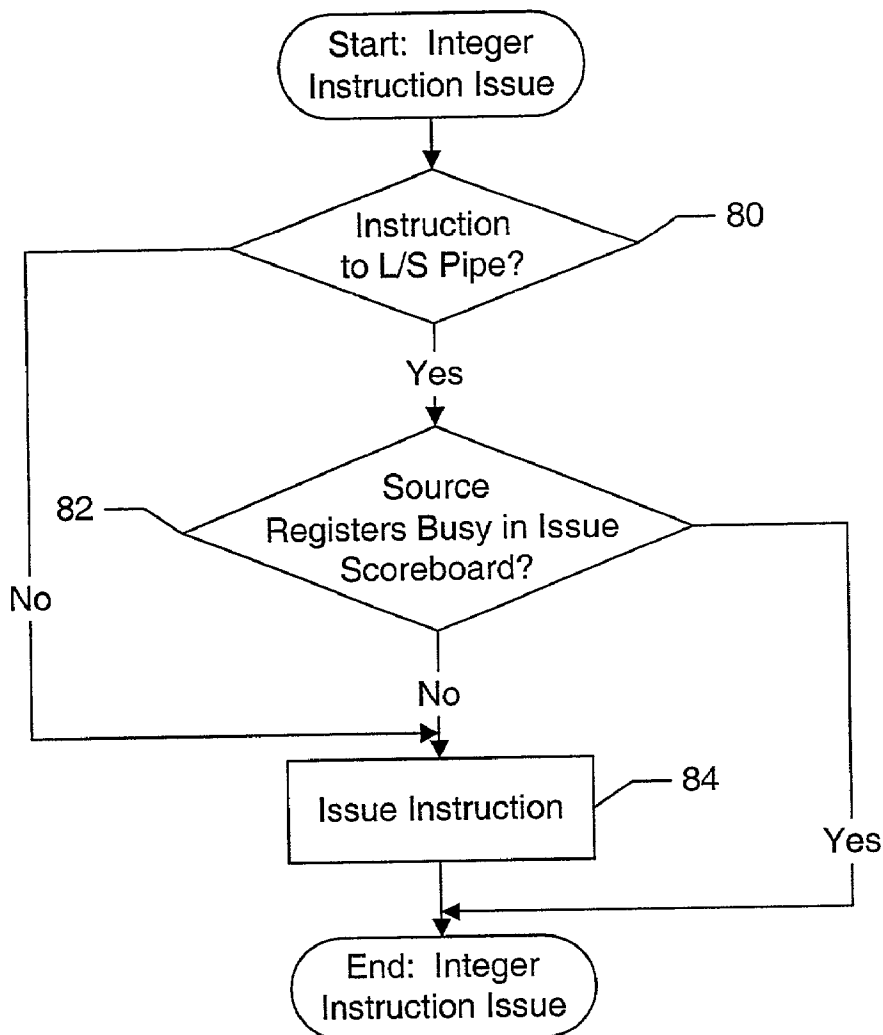 Start: Integer
Instruction Issue
Instruction
to L/S Pipe?
80
Yes
Source
Registers Busy in Issue
Scoreboard?
82
No
No
Issue Instruction
84
Yes
End: Integer
Instruction Issue